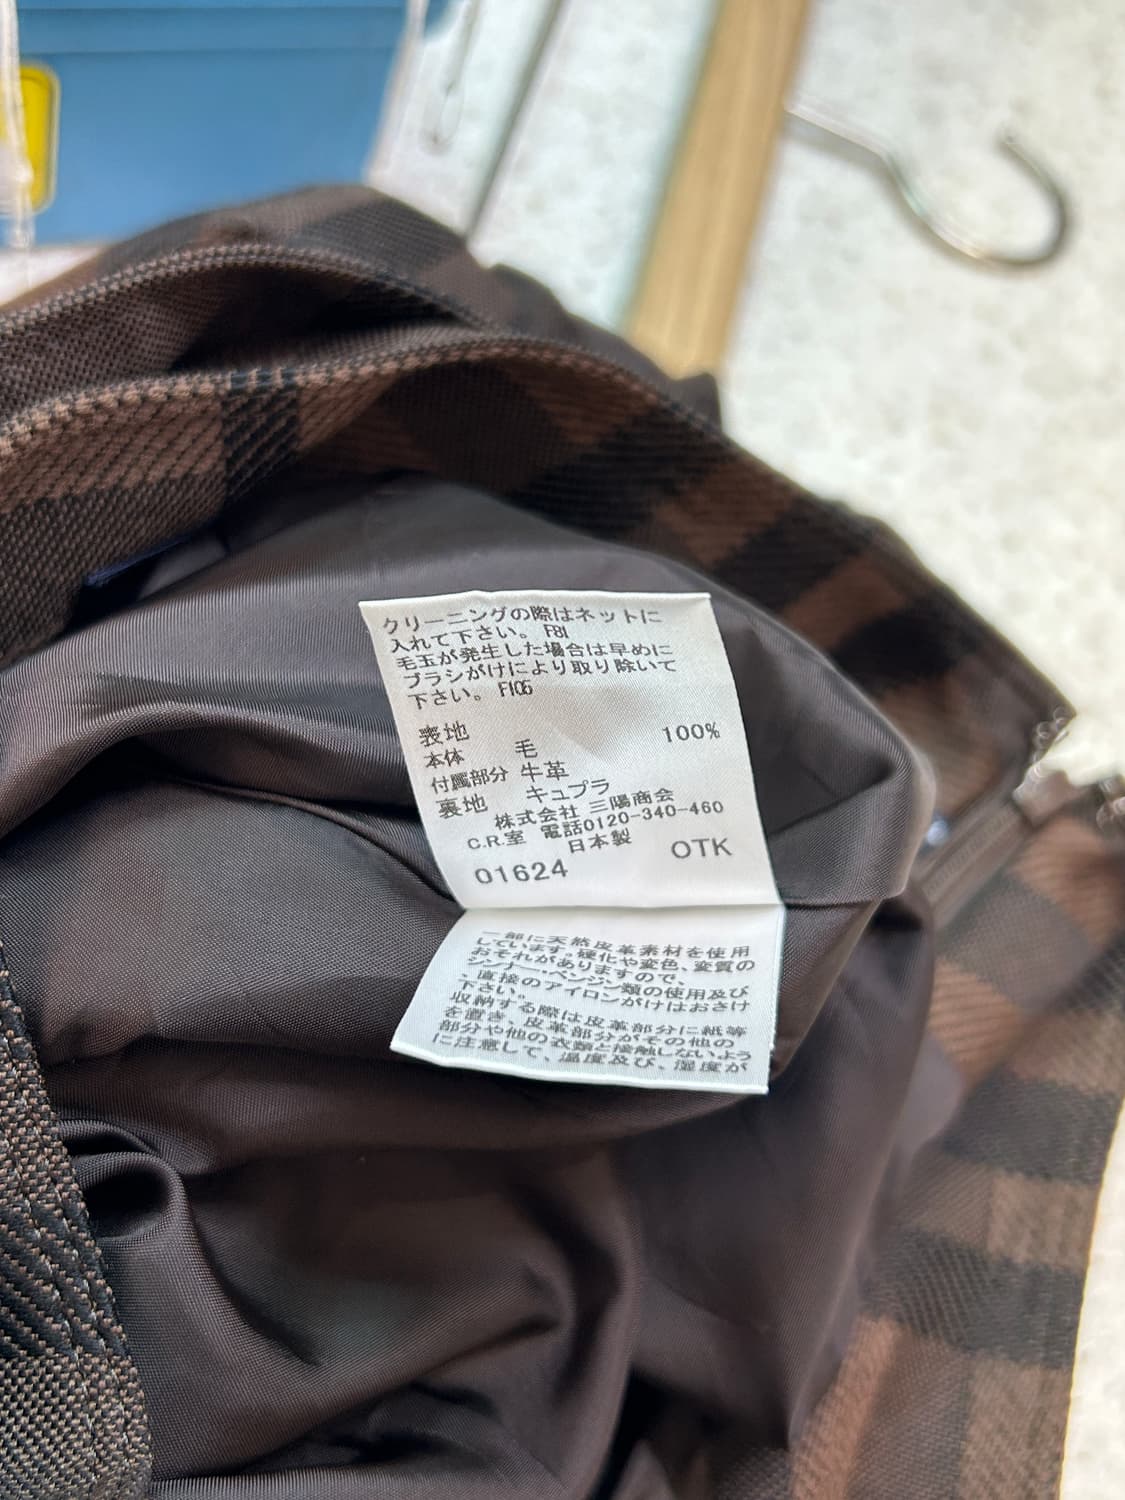 クリーニングの際はネットに
入れて下さい。 F81
毛玉が発生した場合は早めに
ブラシがけにより取り除いて
下さい。 F106
表地
本体 毛 100%
付属部分 牛革
裏地 キュプラ
株式会社 三陽商会
C.R.室 電話0120-340-460
日本製
01624 OTK
一部に天然皮革素材を使用
しています。硬化や変色、変質の
おそれがありますので、
シンナー・ベンジン類の使用及び
、直接のアイロンがけはおさけ
下さい。
収納する際は皮革部分に紙等
を置き、皮革部分がその他の
部分や他の衣類と接触しないよう
に注意して、温度及び、湿度が